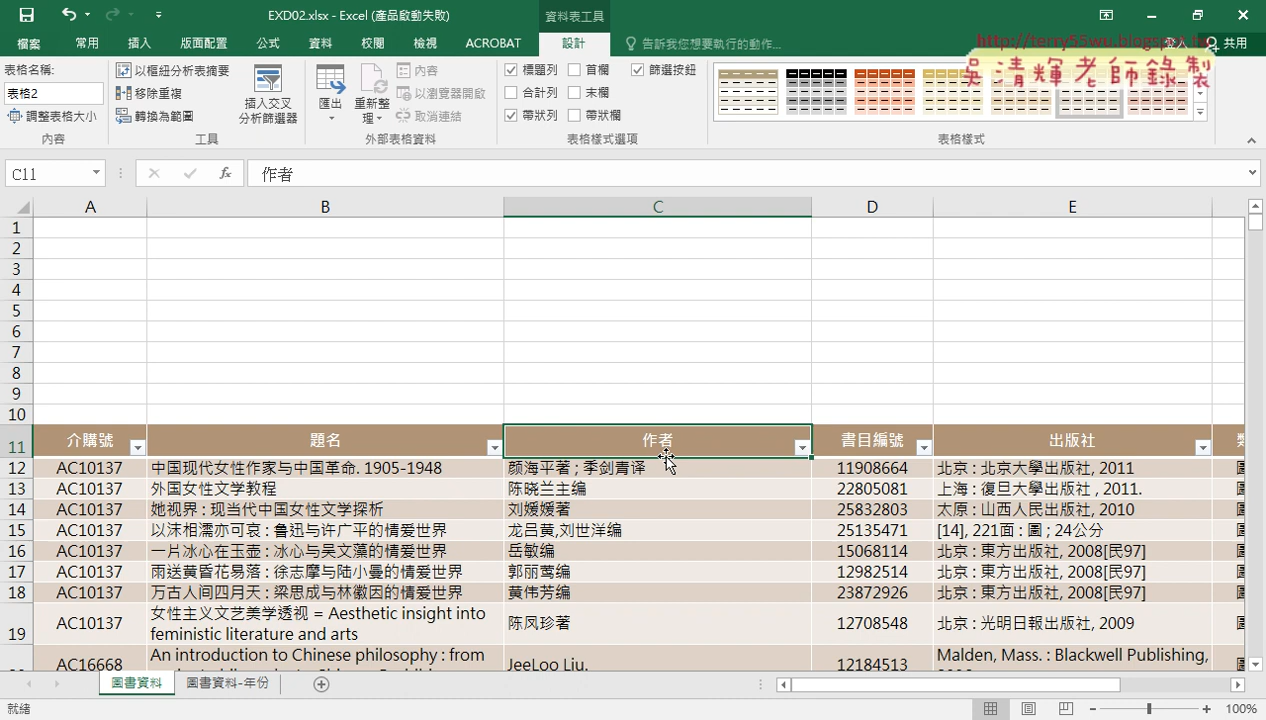 EXD02.xlsx - Excel (產品啟動失敗)
資料表工具
檔案 常用 插入 版面配置 公式 資料 校閱 檢視 ACROBAT 設計 告訴我您想要執行的動作... 登入 共用
http://terry55wu.blogspot.tw
吳清輝老師錄製
表格名稱:
表格2
調整表格大小
內容
以樞紐分析表摘要
移除重複
轉換為範圍
插入交叉
分析篩選器
工具
匯出
重新整
理
內容
以瀏覽器開啟
取消連結
外部表格資料
標題列 首欄 篩選按鈕
合計列 末欄
帶狀列 帶狀欄
表格樣式選項
表格樣式
C11
fx
作者
A B C D E
1
2
3
4
5
6
7
8
9
10
11 介購號 題名 作者 書目編號 出版社
12 AC10137 中国现代女性作家与中国革命. 1905-1948 颜海平著 ; 季剑青译 11908664 北京 : 北京大學出版社, 2011
13 AC10137 外国女性文学教程 陈晓兰主编 22805081 上海 : 復旦大學出版社 , 2011.
14 AC10137 她视界 : 现当代中国女性文学探析 刘媛媛著 25832803 太原 : 山西人民出版社, 2010
15 AC10137 以沫相濡亦可哀 : 鲁迅与许广平的情爱世界 龙吕黄,刘世洋编 25135471 [14], 221面 : 圖 ; 24公分
16 AC10137 一片冰心在玉壶 : 冰心与吴文藻的情爱世界 岳敏编 15068114 北京 : 東方出版社, 2008[民97]
17 AC10137 雨送黄昏花易落 : 徐志摩与陆小曼的情爱世界 郭丽莺编 12982514 北京 : 東方出版社, 2008[民97]
18 AC10137 万古人间四月天 : 梁思成与林徽因的情爱世界 黄伟芳编 23872926 北京 : 東方出版社, 2008[民97]
19 AC10137 女性主义文艺美学透视 = Aesthetic insight into
feministic literature and arts 陈凤珍著 12708548 北京 : 光明日報出版社, 2009
AC16668 An introduction to Chinese philosophy : from JeeLoo Liu. 12184513 Malden, Mass. : Blackwell Publishing,
圖書資料 圖書資料-年份
就緒
100%